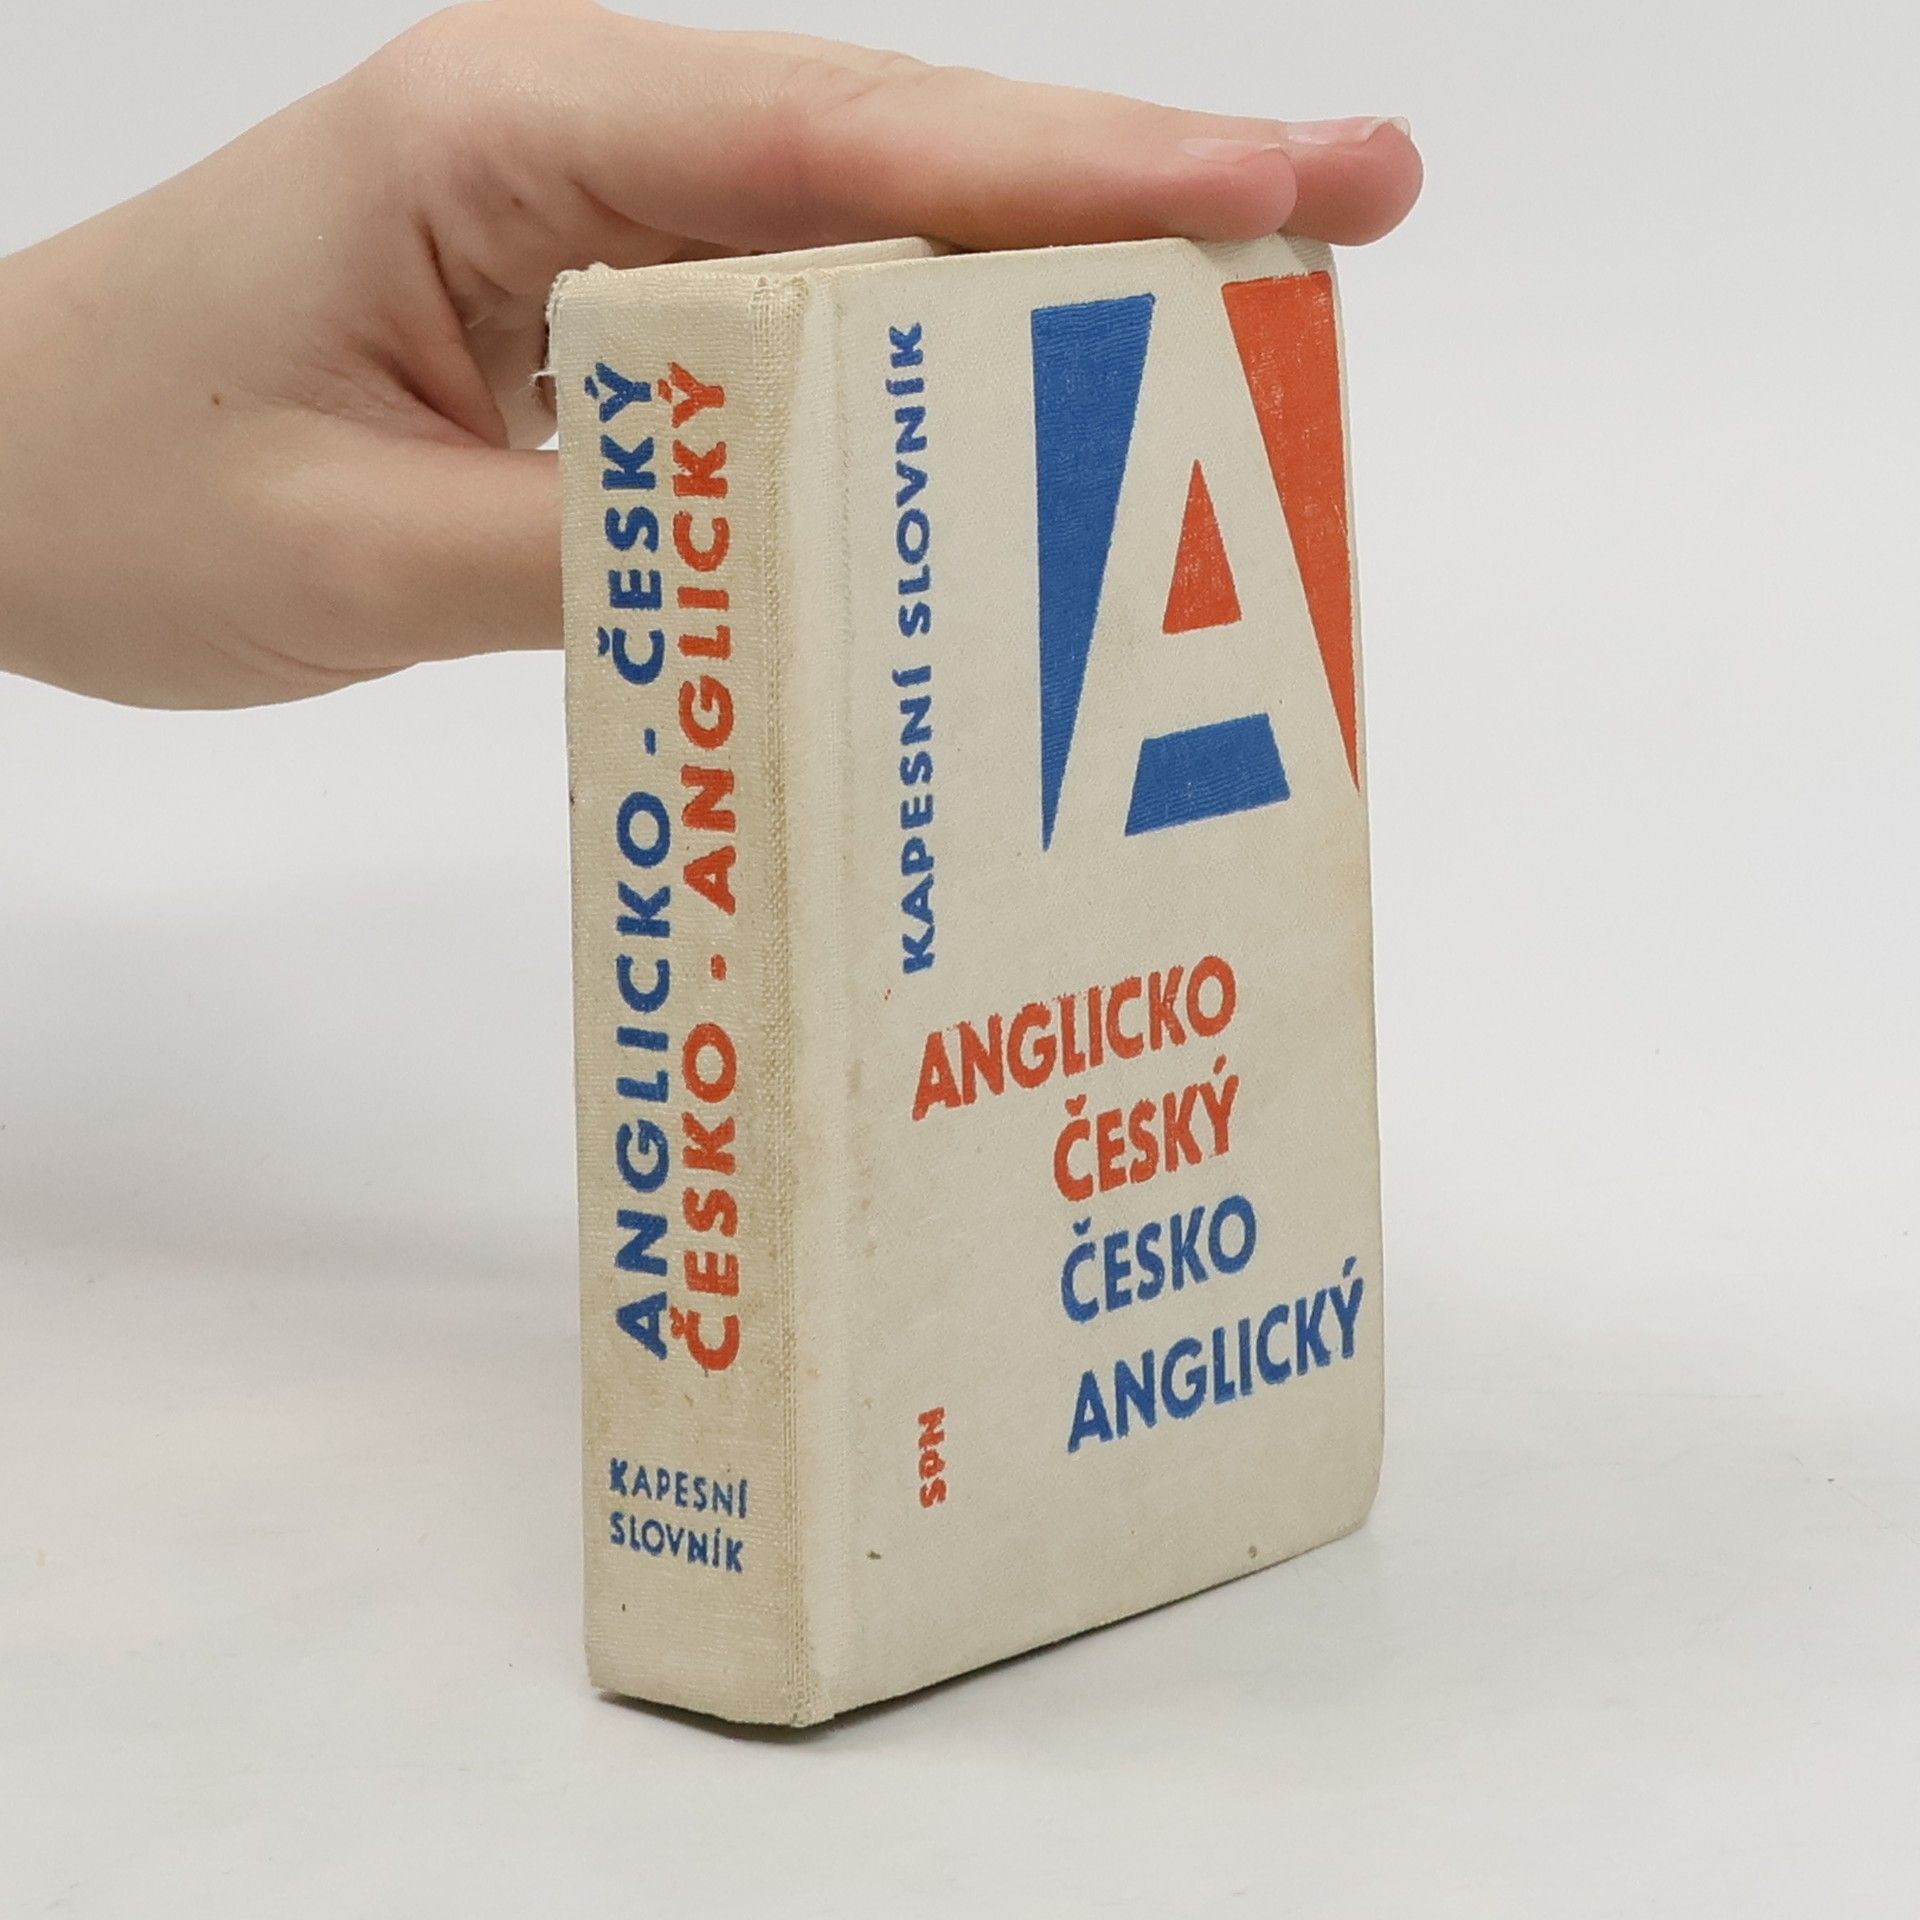 ANGLICKO - ČESKÝ
ČESKO - ANGLICKÝ
KAPESNÍ
SLOVNÍK
KAPESNÍ SLOVNÍK
A
ANGLICKO
ČESKÝ
ČESKO
ANGLICKÝ
SPN